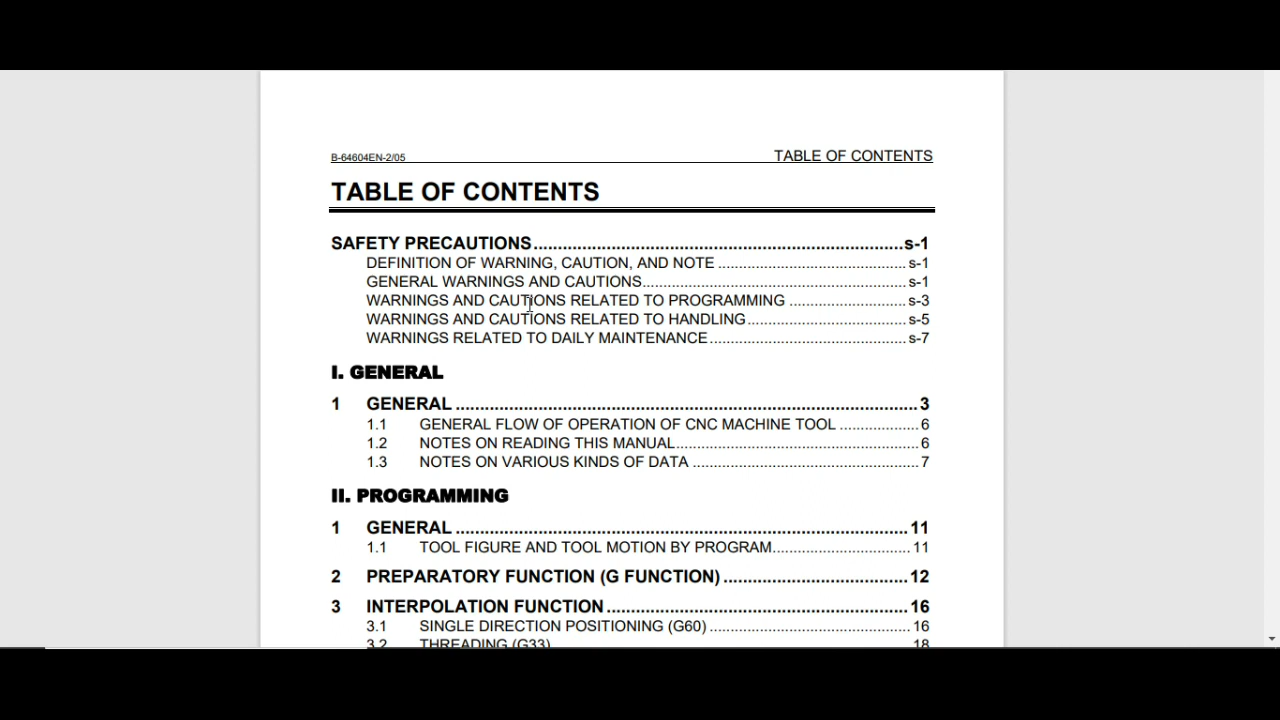 B-64604EN-2/05 TABLE OF CONTENTS
TABLE OF CONTENTS
SAFETY PRECAUTIONS............................................................................s-1
DEFINITION OF WARNING, CAUTION, AND NOTE .............................................s-1
GENERAL WARNINGS AND CAUTIONS...............................................................s-1
WARNINGS AND CAUTIONS RELATED TO PROGRAMMING ............................s-3
WARNINGS AND CAUTIONS RELATED TO HANDLING......................................s-5
WARNINGS RELATED TO DAILY MAINTENANCE...............................................s-7
I. GENERAL
1 GENERAL ...............................................................................................3
1.1 GENERAL FLOW OF OPERATION OF CNC MACHINE TOOL ...................6
1.2 NOTES ON READING THIS MANUAL..........................................................6
1.3 NOTES ON VARIOUS KINDS OF DATA ......................................................7
II. PROGRAMMING
1 GENERAL .............................................................................................11
1.1 TOOL FIGURE AND TOOL MOTION BY PROGRAM.................................11
2 PREPARATORY FUNCTION (G FUNCTION) ......................................12
3 INTERPOLATION FUNCTION ..............................................................16
3.1 SINGLE DIRECTION POSITIONING (G60) .................................................16
3.2 THREADING (G33)......................................................................................18